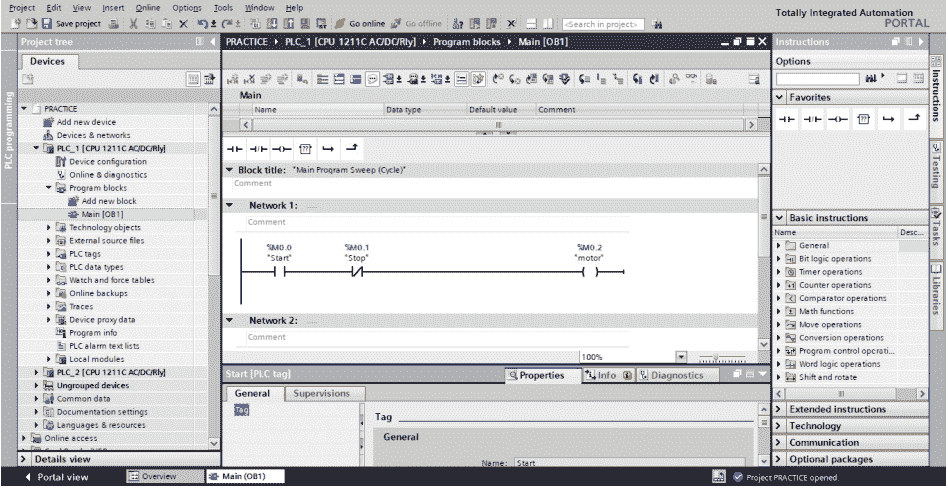 Project Edit View Insert Online Options Tools Window Help
Totally Integrated Automation
PORTAL
Save project Go online Go offline <Search in project>
Project tree
PRACTICE PLC_1 [CPU 1211C AC/DC/Rly] Program blocks Main [OB1]
Instructions
Devices
Options
Main
Name Data type Default value Comment
Favorites
PLC programming
PRACTICE
Add new device
Devices & networks
PLC_1 [CPU 1211C AC/DC/Rly]
Device configuration
Online & diagnostics
Program blocks
Add new block
Main [OB1]
Technology objects
External source files
PLC tags
PLC data types
Watch and force tables
Online backups
Traces
Device proxy data
Program info
PLC alarm text lists
Local modules
PLC_2 [CPU 1211C AC/DC/Rly]
Ungrouped devices
Common data
Documentation settings
Languages & resources
Online access
Details view
Block title: "Main Program Sweep (Cycle)"
Comment
Network 1: .....
Comment
%M0.0 %M0.1 %M0.2
"Start" "Stop" "motor"
Network 2: .....
Comment
100%
Start [PLC tag]
Properties Info Diagnostics
General Supervisions
Tag
Tag
General
Name: Start
Basic instructions
Name Desc...
General
Bit logic operations
Timer operations
Counter operations
Comparator operations
Math functions
Move operations
Conversion operations
Program control operati...
Word logic operations
Shift and rotate
Extended instructions
Technology
Communication
Optional packages
Instructions
Testing
Tasks
Libraries
Portal view Overview Main (OB1) Project PRACTICE opened.